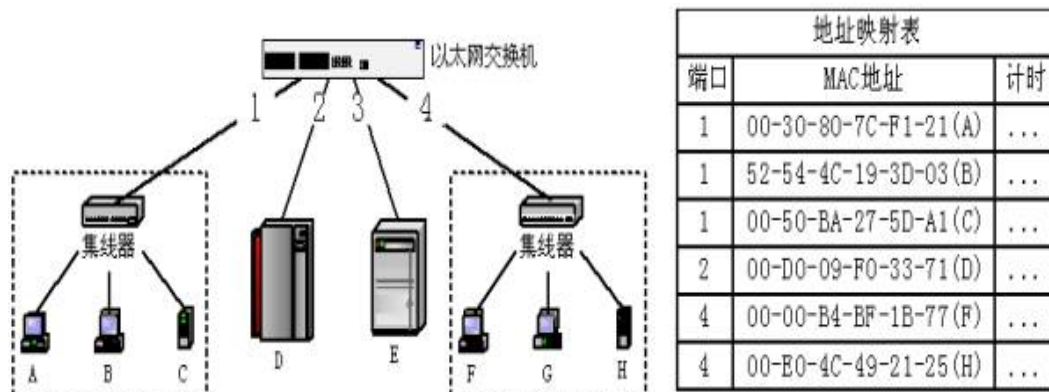 以太网交换机
1 2 3 4
集线器
集线器
A B C D E F G H
地址映射表
端口 MAC地址 计时
1 00-30-80-7C-F1-21(A) ...
1 52-54-4C-19-3D-03(B) ...
1 00-50-BA-27-5D-A1(C) ...
2 00-D0-09-F0-33-71(D) ...
4 00-00-B4-BF-1B-77(F) ...
4 00-E0-4C-49-21-25(H) ...